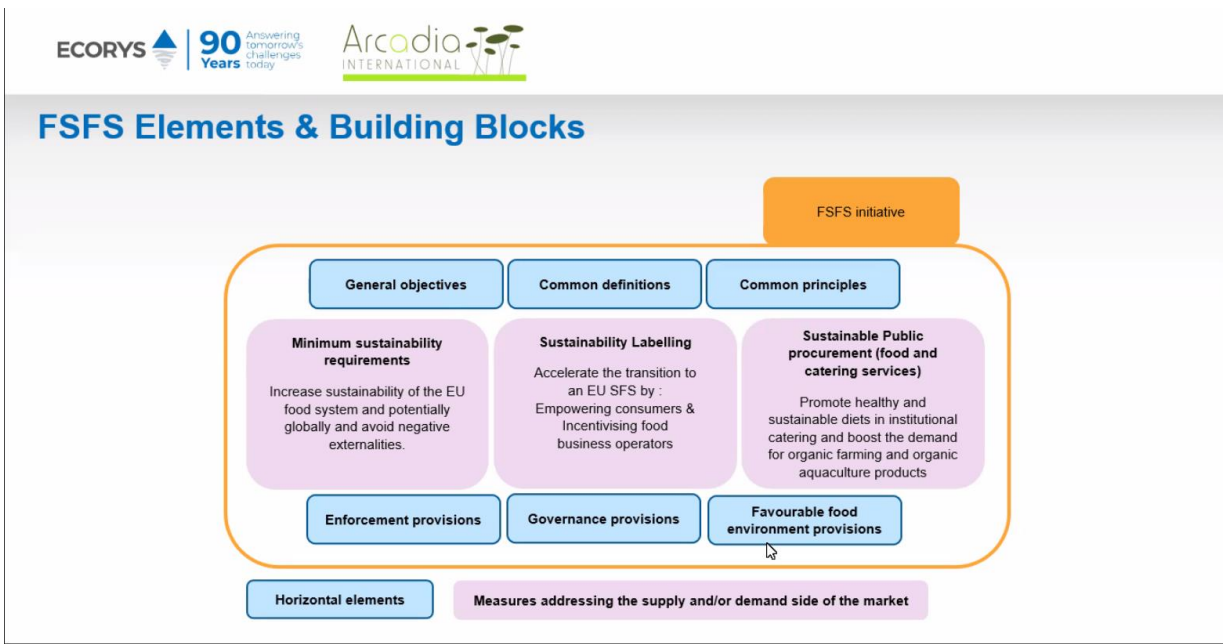 ECORYS
90
Years
Answering
tomorrow's
challenges
today
Arcadia
INTERNATIONAL
FSFS Elements & Building Blocks
FSFS initiative
General objectives
Common definitions
Common principles
Minimum sustainability
requirements
Increase sustainability of the EU
food system and potentially
globally and avoid negative
externalities.
Sustainability Labelling
Accelerate the transition to
an EU SFS by :
Empowering consumers &
Incentivising food
business operators
Sustainable Public
procurement (food and
catering services)
Promote healthy and
sustainable diets in institutional
catering and boost the demand
for organic farming and organic
aquaculture products
Enforcement provisions
Governance provisions
Favourable food
environment provisions
Horizontal elements
Measures addressing the supply and/or demand side of the market